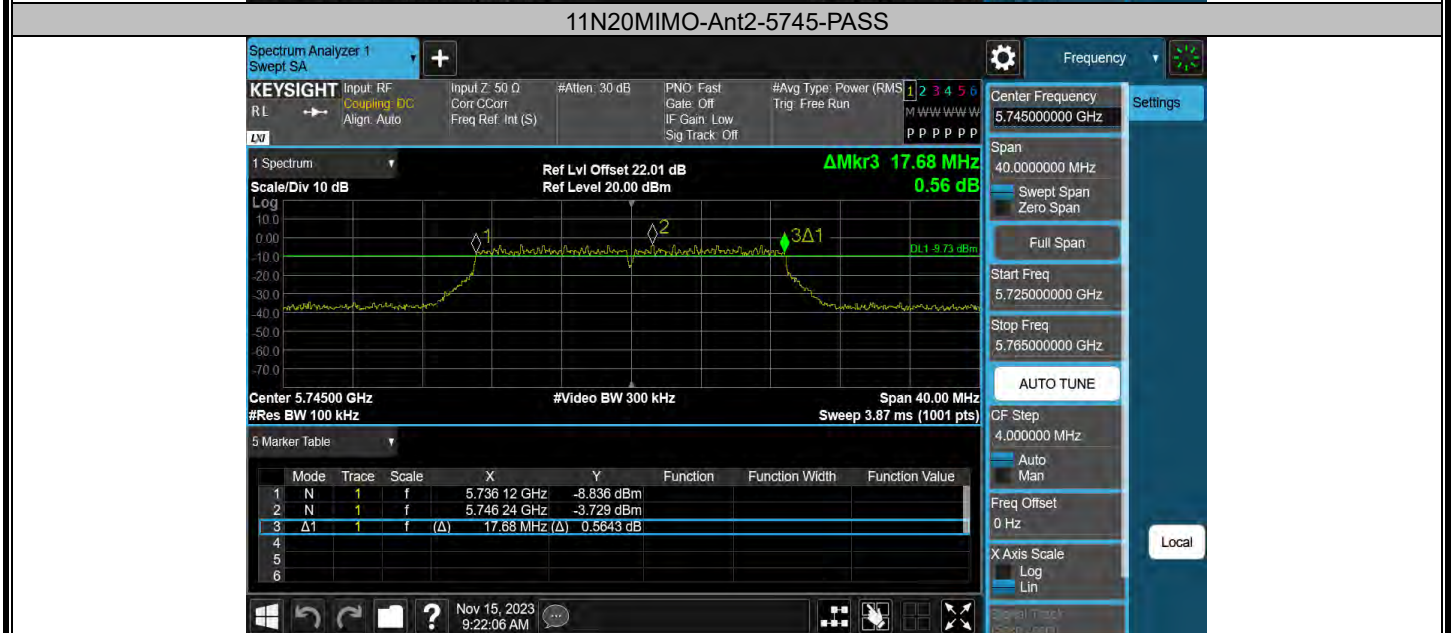 11N20MIMO-Ant2-5745-PASS
Spectrum Analyzer 1
Swept SA
Frequency
KEYSIGHT
RL
LXI
Input: RF
Coupling: DC
Align: Auto
Input Z: 50 Ω
Corr CCorr
Freq Ref: Int (S)
#Atten: 30 dB
PNO: Fast
Gate: Off
IF Gain: Low
Sig Track: Off
#Avg Type: Power (RMS
Trig: Free Run
1 2 3 4 5 6
M W W W W W
P P P P P P
Center Frequency
5.745000000 GHz
Settings
Span
40.0000000 MHz
Swept Span
Zero Span
Full Span
Start Freq
5.725000000 GHz
Stop Freq
5.765000000 GHz
AUTO TUNE
CF Step
4.000000 MHz
Auto
Man
Freq Offset
0 Hz
X Axis Scale
Log
Lin
Signal Track
Local
1 Spectrum
Scale/Div 10 dB
Log
Ref Lvl Offset 22.01 dB
Ref Level 20.00 dBm
ΔMkr3 17.68 MHz
0.56 dB
10.0
0.00
-10.0
-20.0
-30.0
-40.0
-50.0
-60.0
-70.0
1
2
3Δ1
DL1 -9.73 dBm
Center 5.74500 GHz
#Res BW 100 kHz
#Video BW 300 kHz
Span 40.00 MHz
Sweep 3.87 ms (1001 pts)
5 Marker Table
Mode Trace Scale X Y Function Function Width Function Value
1 N 1 f 5.736 12 GHz -8.836 dBm
2 N 1 f 5.746 24 GHz -3.729 dBm
3 Δ1 1 f (Δ) 17.68 MHz (Δ) 0.5643 dB
4
5
6
?
Nov 15, 2023
9:22:06 AM